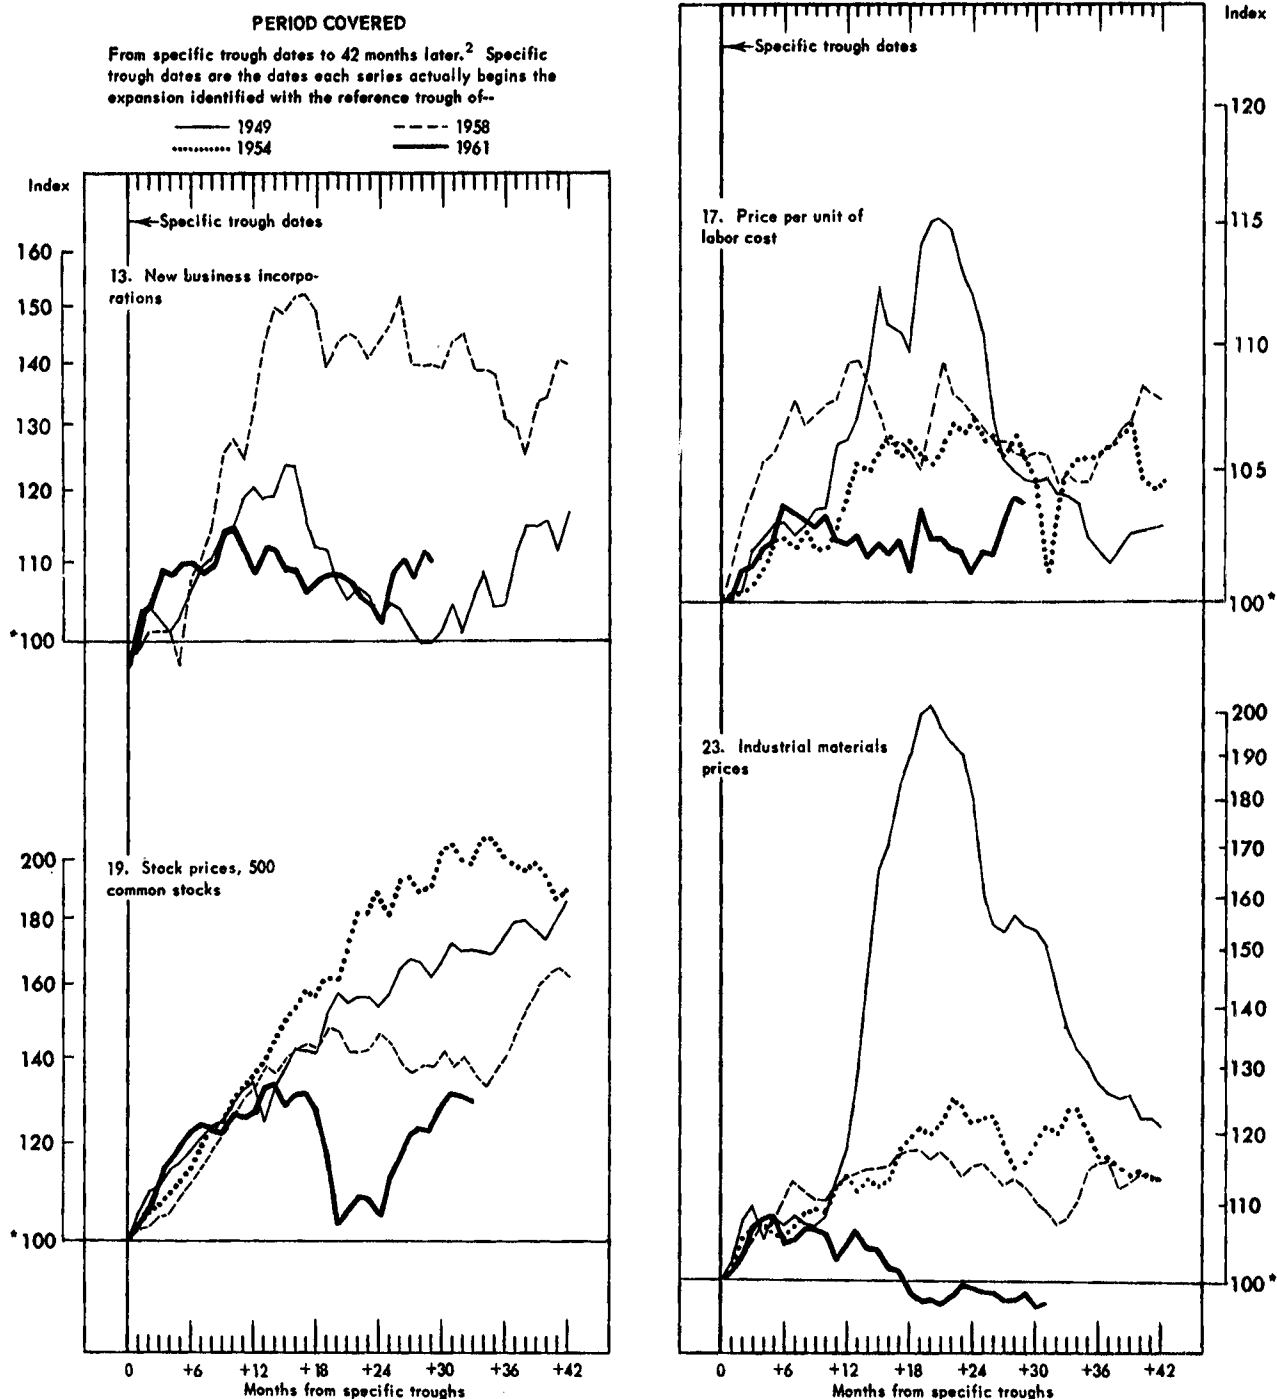 PERIOD COVERED
From specific trough dates to 42 months later.2 Specific
trough dates are the dates each series actually begins the
expansion identified with the reference trough of--
1949
1958
1954
1961
Index
Specific trough dates
160
150
140
130
120
110
*100
13. New business incorpo-
rations
200
180
160
140
120
*100
19. Stock prices, 500
common stocks
0 +6 +12 +18 +24 +30 +36 +42
Months from specific troughs
Index
Specific trough dates
120
115
110
105
100*
17. Price per unit of
labor cost
200
190
180
170
160
150
140
130
120
110
100*
23. Industrial materials
prices
0 +6 +12 +18 +24 +30 +36 +42
Months from specific troughs